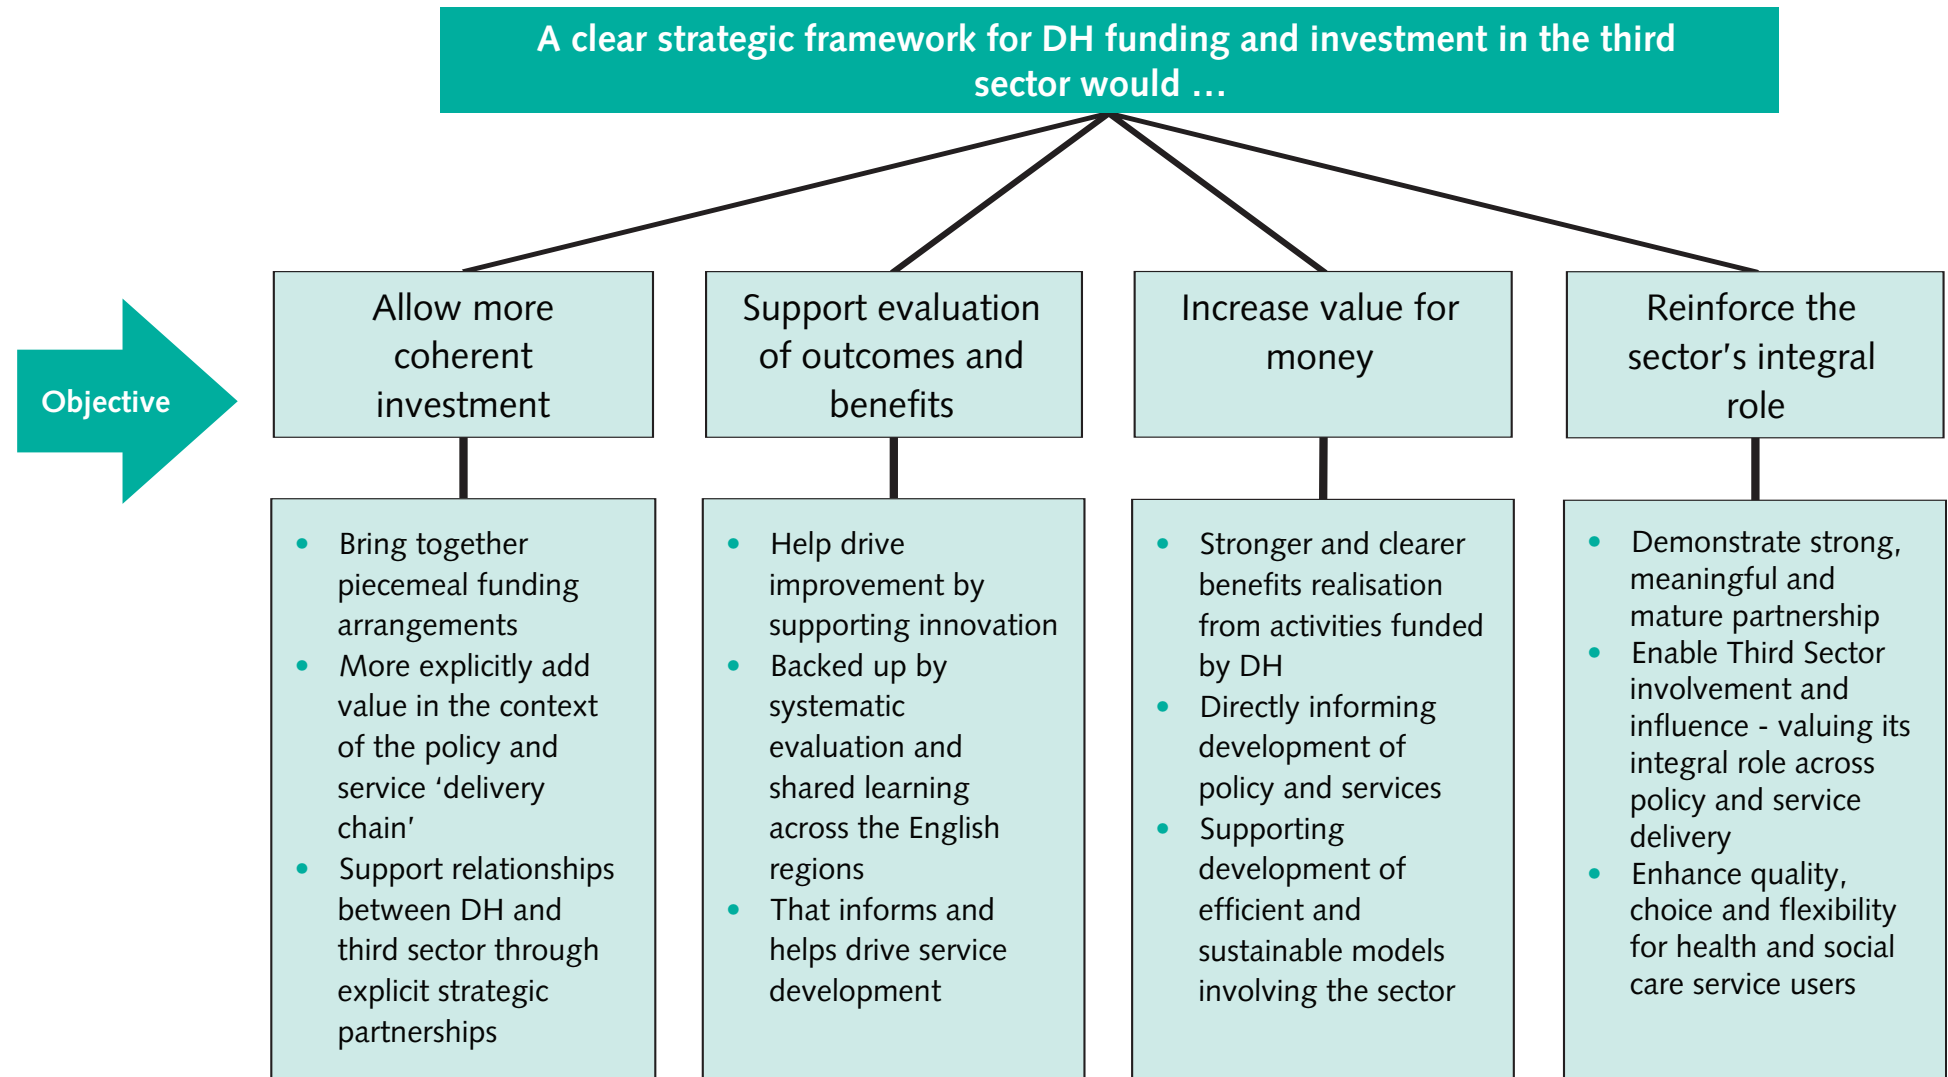 A clear strategic framework for DH funding and investment in the third
sector would …
Objective
Allow more
coherent
investment
Support evaluation
of outcomes and
benefits
Increase value for
money
Reinforce the
sector's integral
role
• Bring together
piecemeal funding
arrangements
• More explicitly add
value in the context
of the policy and
service ‘delivery
chain’
• Support relationships
between DH and
third sector through
explicit strategic
partnerships
• Help drive
improvement by
supporting innovation
• Backed up by
systematic
evaluation and
shared learning
across the English
regions
• That informs and
helps drive service
development
• Stronger and clearer
benefits realisation
from activities funded
by DH
• Directly informing
development of
policy and services
• Supporting
development of
efficient and
sustainable models
involving the sector
• Demonstrate strong,
meaningful and
mature partnership
• Enable Third Sector
involvement and
influence - valuing its
integral role across
policy and service
delivery
• Enhance quality,
choice and flexibility
for health and social
care service users